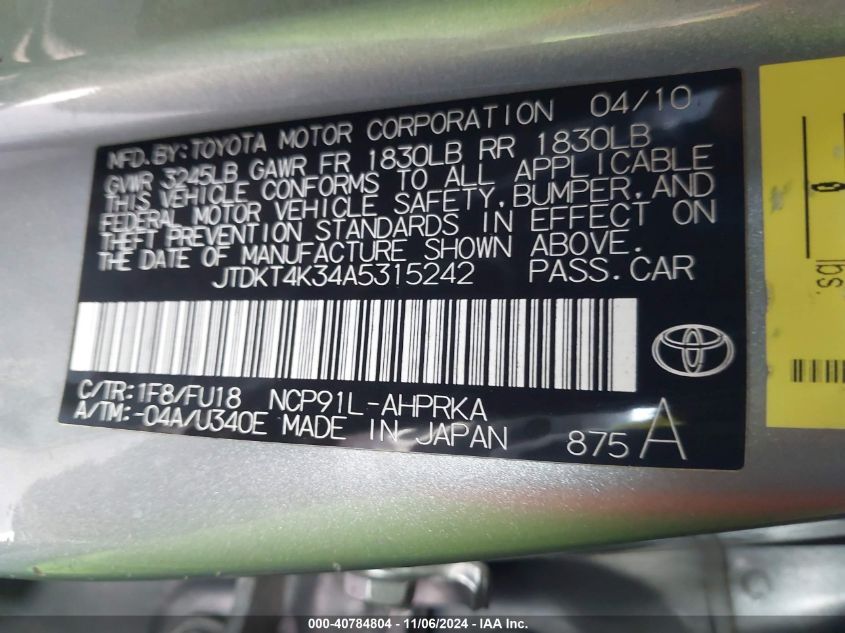 MFD. BY: TOYOTA MOTOR CORPORATION 04/10
GVWR 3245LB GAWR FR 1830LB RR 1830LB
THIS VEHICLE CONFORMS TO ALL APPLICABLE
FEDERAL MOTOR VEHICLE SAFETY, BUMPER, AND
THEFT PREVENTION STANDARDS IN EFFECT ON
THE DATE OF MANUFACTURE SHOWN ABOVE.
JTDKT4K34A5315242 PASS. CAR
C/TR: 1F8/FU18 NCP91L-AHPRKA
A/TM: -04A/U340E MADE IN JAPAN 875 A
lbs.
000-40784804 - 11/06/2024 - IAA Inc.